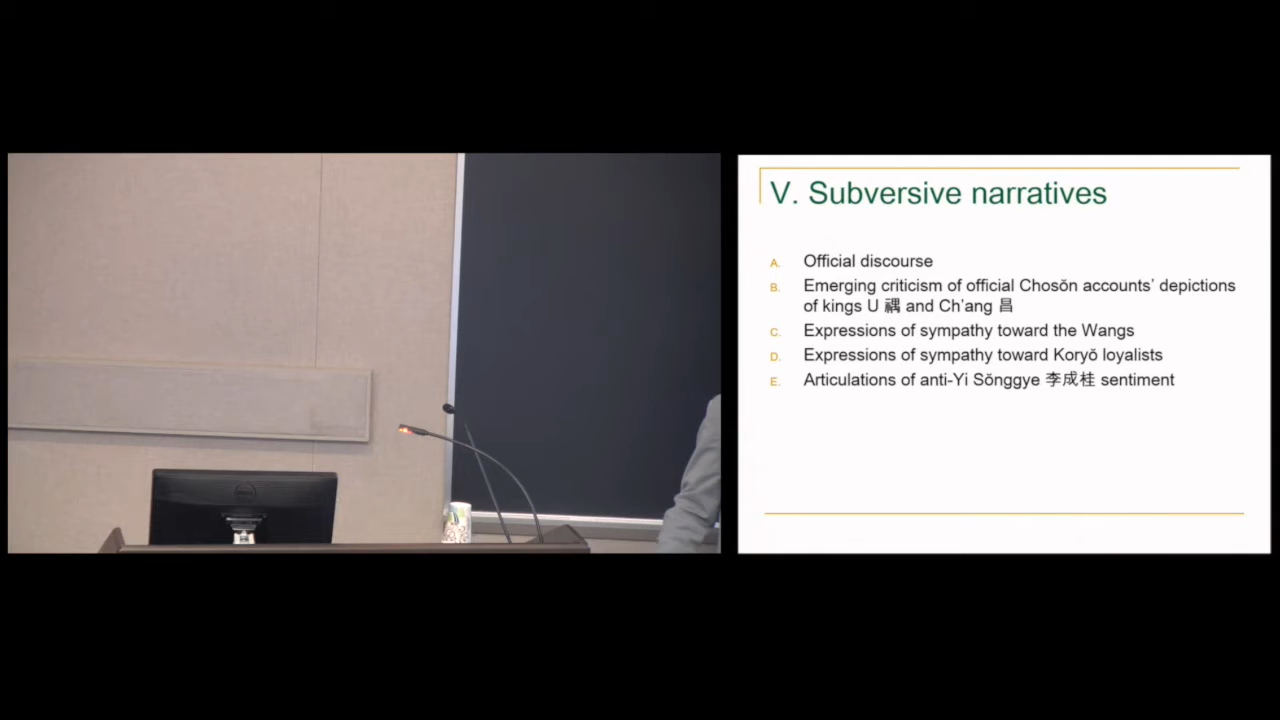 V. Subversive narratives
A. Official discourse
B. Emerging criticism of official Chosŏn accounts' depictions
of kings U 禑 and Ch'ang 昌
C. Expressions of sympathy toward the Wangs
D. Expressions of sympathy toward Koryŏ loyalists
E. Articulations of anti-Yi Sŏnggye 李成桂 sentiment